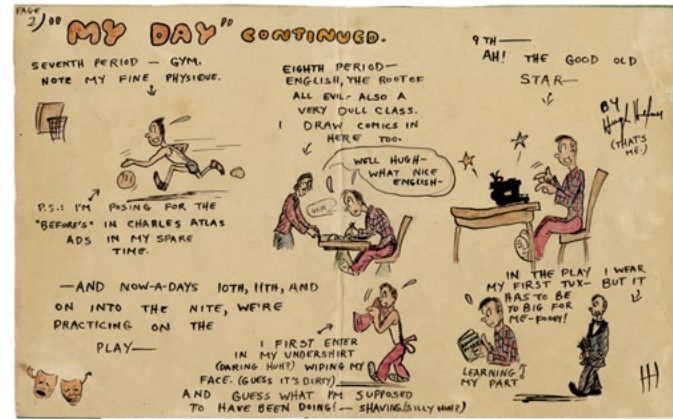 PAGE
2) "MY DAY" CONTINUED.
SEVENTH PERIOD — GYM.
NOTE MY FINE PHYSIQUE.
P.S.: I'M POSING FOR THE
"BEFORE'S" IN CHARLES ATLAS
ADS IN MY SPARE
TIME.
EIGHTH PERIOD—
ENGLISH, THE ROOT OF
ALL EVIL- ALSO A
VERY DULL CLASS.
I DRAW COMICS IN
HERE TOO.
WELL HUGH-
WHAT NICE
ENGLISH-
9TH—
AH! THE GOOD OLD
STAR—
BY
Hugh Hefner
(THAT'S
ME.)
—AND NOW-A-DAYS 10TH, 11TH, AND
ON INTO THE NITE, WE'RE
PRACTICING ON THE
PLAY—
I FIRST ENTER
IN MY UNDERSHIRT
(DARING HUH?) WIPING MY
FACE. (GUESS IT'S DIRTY)
AND GUESS WHAT I'M SUPPOSED
TO HAVE BEEN DOING!— SHAVING (SILLY HUH?)
LEARNING
MY PART
IN THE PLAY I WEAR
MY FIRST TUX— BUT IT
HAS TO BE
TO BIG FOR
ME-